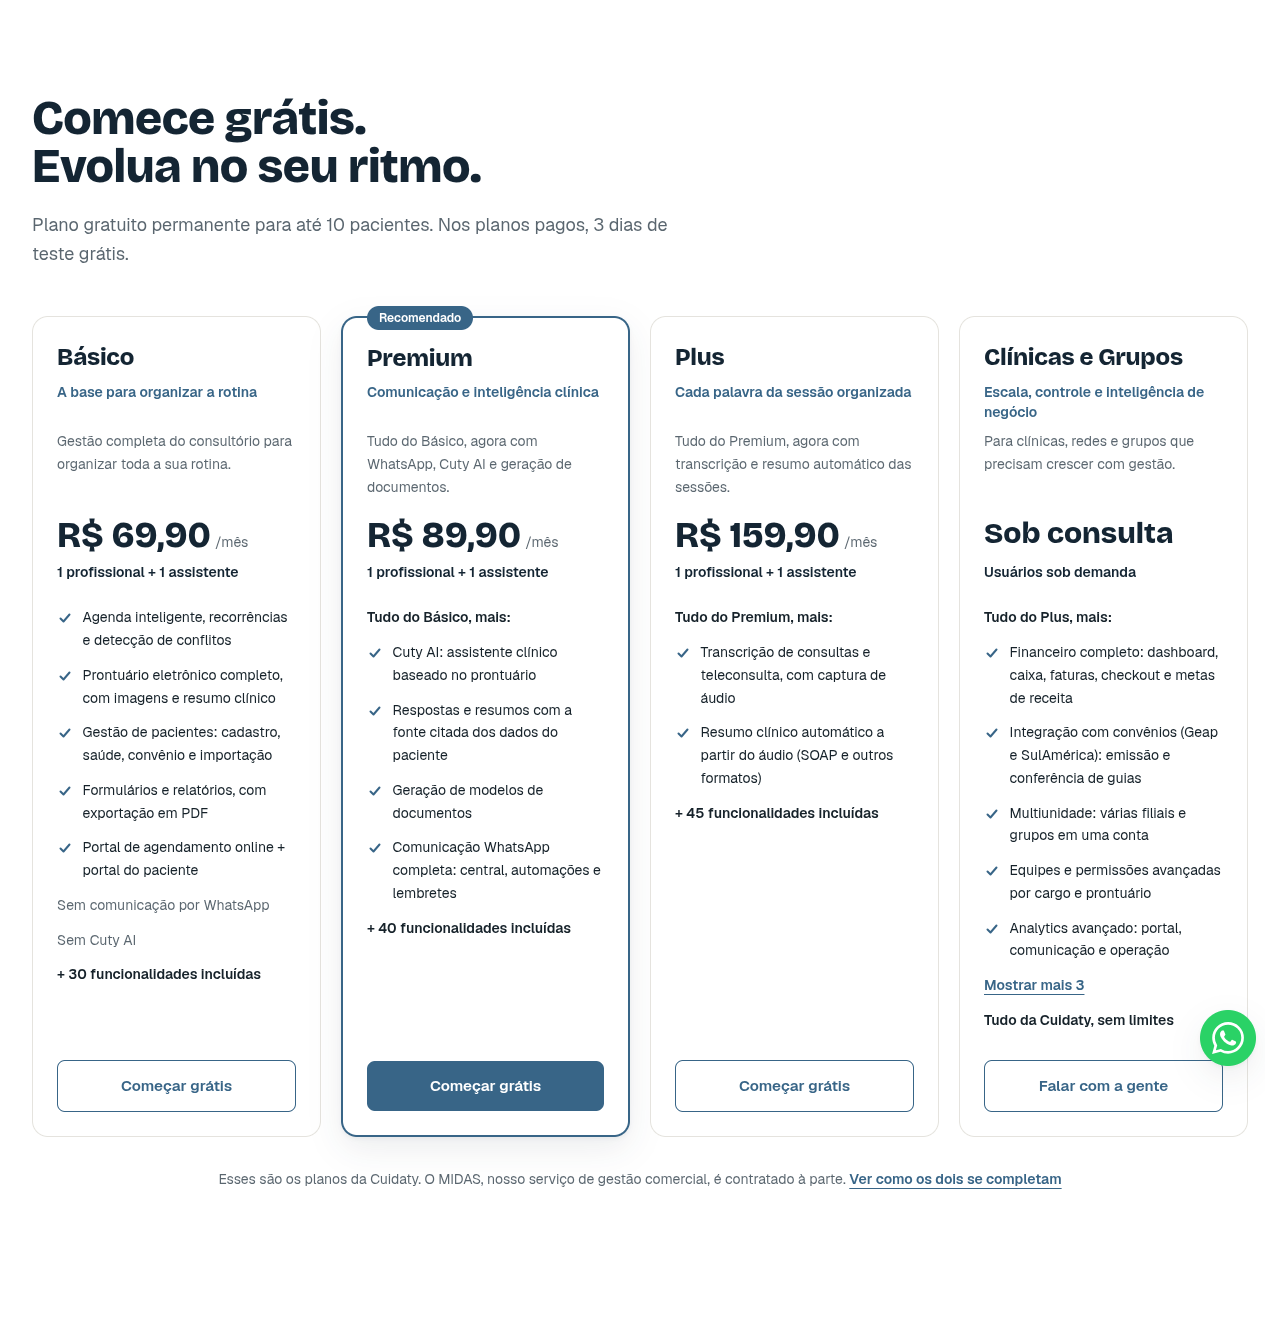 Comece grátis.
Evolua no seu ritmo.
Plano gratuito permanente para até 10 pacientes. Nos planos pagos, 3 dias de
teste grátis.
Básico
A base para organizar a rotina
Gestão completa do consultório para
organizar toda a sua rotina.
R$ 69,90 /mês
1 profissional + 1 assistente
Agenda inteligente, recorrências
e detecção de conflitos
Prontuário eletrônico completo,
com imagens e resumo clínico
Gestão de pacientes: cadastro,
saúde, convênio e importação
Formulários e relatórios, com
exportação em PDF
Portal de agendamento online +
portal do paciente
Sem comunicação por WhatsApp
Sem Cuty AI
+ 30 funcionalidades incluídas
Começar grátis
Recomendado
Premium
Comunicação e inteligência clínica
Tudo do Básico, agora com
WhatsApp, Cuty AI e geração de
documentos.
R$ 89,90 /mês
1 profissional + 1 assistente
Tudo do Básico, mais:
Cuty AI: assistente clínico
baseado no prontuário
Respostas e resumos com a
fonte citada dos dados do
paciente
Geração de modelos de
documentos
Comunicação WhatsApp
completa: central, automações e
lembretes
+ 40 funcionalidades incluídas
Começar grátis
Plus
Cada palavra da sessão organizada
Tudo do Premium, agora com
transcrição e resumo automático das
sessões.
R$ 159,90 /mês
1 profissional + 1 assistente
Tudo do Premium, mais:
Transcrição de consultas e
teleconsulta, com captura de
áudio
Resumo clínico automático a
partir do áudio (SOAP e outros
formatos)
+ 45 funcionalidades incluídas
Começar grátis
Clínicas e Grupos
Escala, controle e inteligência de
negócio
Para clínicas, redes e grupos que
precisam crescer com gestão.
Sob consulta
Usuários sob demanda
Tudo do Plus, mais:
Financeiro completo: dashboard,
caixa, faturas, checkout e metas
de receita
Integração com convênios (Geap
e SulAmérica): emissão e
conferência de guias
Multiunidade: várias filiais e
grupos em uma conta
Equipes e permissões avançadas
por cargo e prontuário
Analytics avançado: portal,
comunicação e operação
Mostrar mais 3
Tudo da Cuidaty, sem limites
Falar com a gente
Esses são os planos da Cuidaty. O MIDAS, nosso serviço de gestão comercial, é contratado à parte. Ver como os dois se completam